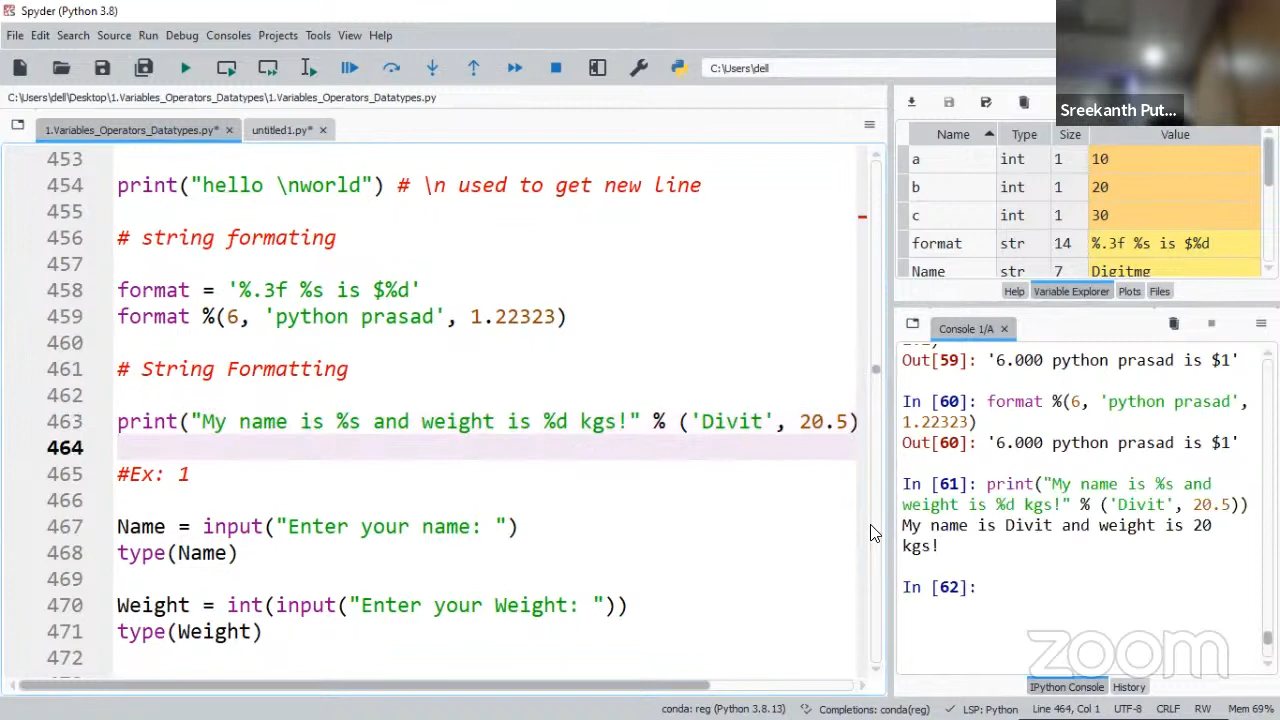 Spyder (Python 3.8)
File Edit Search Source Run Debug Consoles Projects Tools View Help
C:\Users\dell
C:\Users\dell\Desktop\1.Variables_Operators_Datatypes\1.Variables_Operators_Datatypes.py
1.Variables_Operators_Datatypes.py* untitled1.py*
453
454 print("hello \nworld") # \n used to get new line
455
456 # string formating
457
458 format = '%.3f %s is $%d'
459 format %(6, 'python prasad', 1.22323)
460
461 # String Formatting
462
463 print("My name is %s and weight is %d kgs!" % ('Divit', 20.5)
464
465 #Ex: 1
466
467 Name = input("Enter your name: ")
468 type(Name)
469
470 Weight = int(input("Enter your Weight: "))
471 type(Weight)
472
Sreekanth Put...
Name Type Size Value
a int 1 10
b int 1 20
c int 1 30
format str 14 %.3f %s is $%d
Name str 7 Digitmg
Help Variable Explorer Plots Files
Console 1/A
Out[59]: '6.000 python prasad is $1'
In [60]: format %(6, 'python prasad',
1.22323)
Out[60]: '6.000 python prasad is $1'
In [61]: print("My name is %s and
weight is %d kgs!" % ('Divit', 20.5))
My name is Divit and weight is 20
kgs!
In [62]:
zoom
IPython Console History
conda: reg (Python 3.8.13) Completions: conda(reg) LSP: Python Line 464, Col 1 UTF-8 CRLF RW Mem 69%